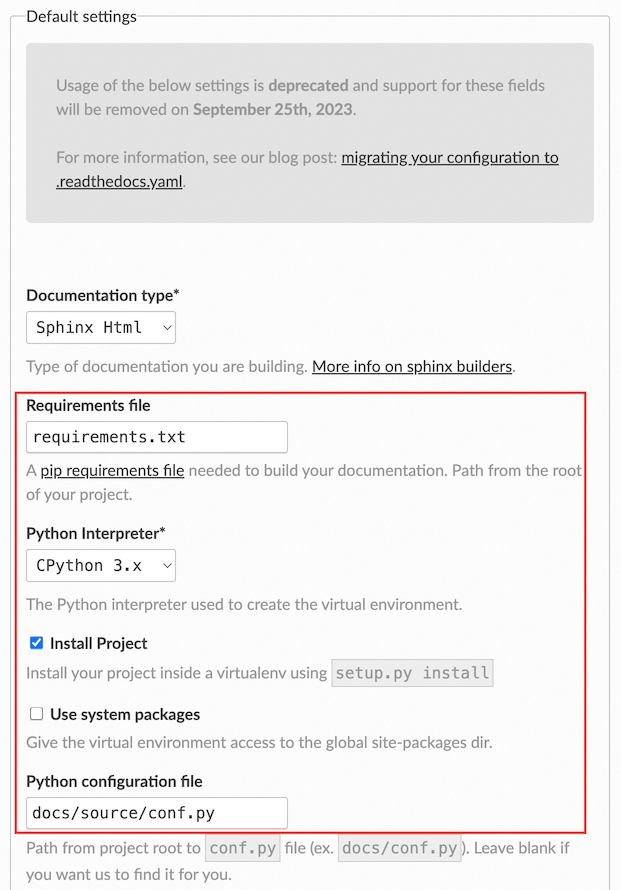 Default settings
Usage of the below settings is deprecated and support for these fields
will be removed on September 25th, 2023.
For more information, see our blog post: migrating your configuration to
.readthedocs.yaml.
Documentation type*
Sphinx Html
Type of documentation you are building. More info on sphinx builders.
Requirements file
requirements.txt
A pip requirements file needed to build your documentation. Path from the root
of your project.
Python Interpreter*
CPython 3.x
The Python interpreter used to create the virtual environment.
Install Project
Install your project inside a virtualenv using setup.py install
Use system packages
Give the virtual environment access to the global site-packages dir.
Python configuration file
docs/source/conf.py
Path from project root to conf.py file (ex. docs/conf.py). Leave blank if
you want us to find it for you.